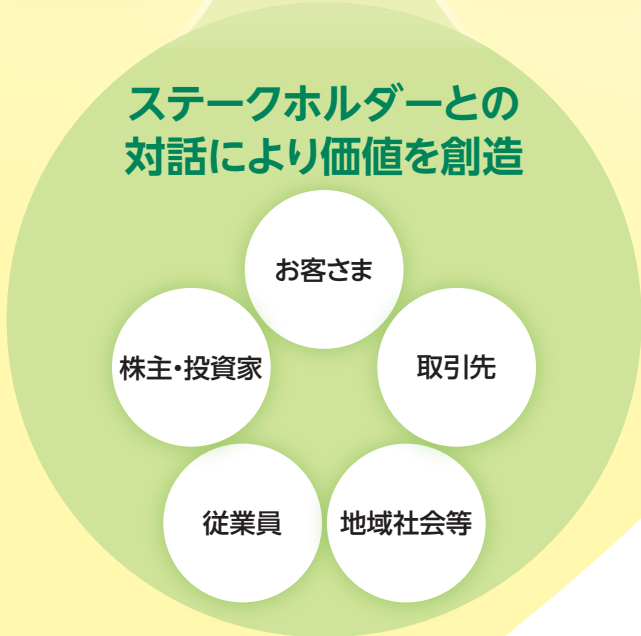 ステークホルダーとの
対話により価値を創造
お客さま
株主・投資家
取引先
従業員
地域社会等